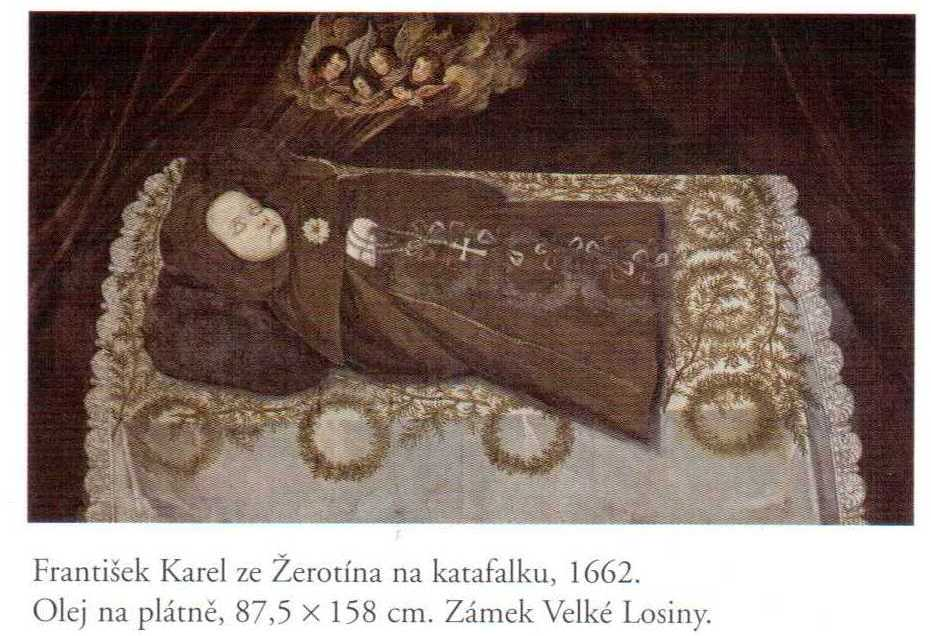 František Karel ze Žerotína na katafalku, 1662.
Olej na plátně, 87,5 × 158 cm. Zámek Velké Losiny.